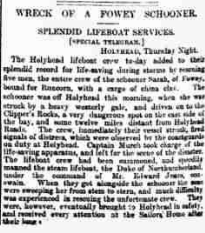 WRECK OF A FOWEY SCHOONER.
SPLENDID LIFEBOAT SERVICES.
[SPECIAL TELEGRAM.]
HOLYHEAD, Thursday Night.
The Holyhead lifeboat crew to-day added to their
splendid record for life-saving during storms by rescuing
five men, the entire crew of the schooner Sarah, of Fowey,
bound for Runcorn, with a cargo of china clay. The
schooner was off Holyhead this morning, when she was
struck by a heavy westerly gale, and driven on to the
Clipper's Rocks, a very dangerous spot on the east side of
the bay, and some twelve miles distant from Holyhead
Roads. The crew, immediately their vessel struck, fired
signals of distress, which were observed by the coastguards
on duty at Holyhead. Captain Murek took charge of the
life-saving apparatus, and left for the scene of the disaster.
The lifeboat crew had been summoned, and speedily
manned the steam lifeboat, the Duke of Northumberland,
under the command of Mr. Edward Jones, cox-
swain. When they got alongside the schooner the seas
were sweeping her from stem to stern, and much difficulty
was experienced in rescuing the unfortunate crew. They
were, however, eventually brought to Holyhead in safety,
and received every attention at the Sailors' Home after
their